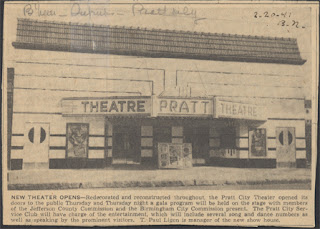 B'ham - Suburbs - Pratt City
2-20-41
B.N.
THEATRE PRATT THEATRE
NEW THEATER OPENS—Redecorated and reconstructed throughout, the Pratt City Theater opened its
doors to the public Thursday and Thursday night a gala program will be held on the stage with members
of the Jefferson County Commission and the Birmingham City Commission present. The Pratt City Ser-
vice Club will have charge of the entertainment, which will include several song and dance numbers as
well as speaking by the prominent visitors. T. Paul Ligon is manager of the new show house.